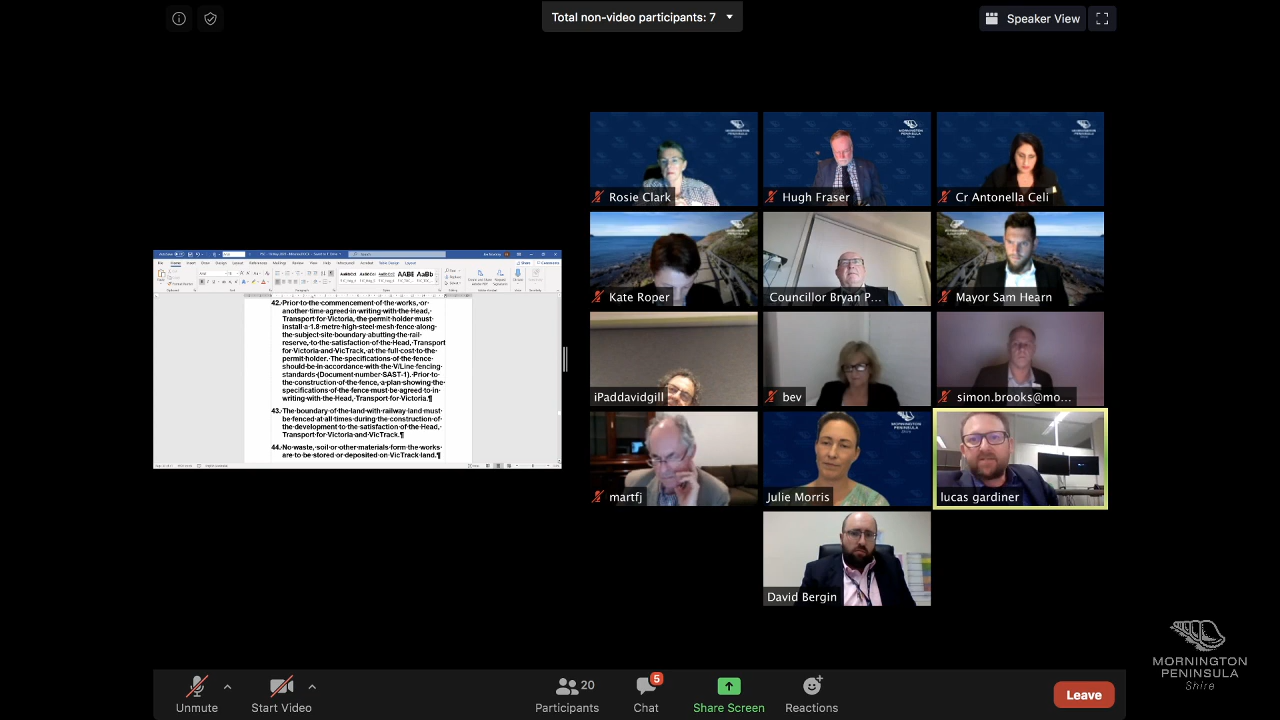 Total non-video participants: 7
Speaker View
MORNINGTON
PENINSULA
Shire
Rosie Clark
Hugh Fraser
Cr Antonella Celi
Kate Roper
Councillor Bryan P...
Mayor Sam Hearn
iPaddavidgill
bev
simon.brooks@mo...
martfj
Julie Morris
lucas gardiner
David Bergin
42. Prior·to·the·commencement·of·the·works,·or·
another·time·agreed·in·writing·with·the·Head,·
Transport·for·Victoria,·the·permit·holder·must·
install·a·1.8·metre·high·steel·mesh·fence·along·
the·subject·site·boundary·abutting·the·rail·
reserve,·to·the·satisfaction·of·the·Head,·Transport
for·Victoria·and·VicTrack,·at·the·full·cost·to·the·
permit·holder.·The·specifications·of·the·fence·
should·be·in·accordance·with·the·V/Line·fencing·
standards·(Document·number·SAST-1).·Prior·to·
the·construction·of·the·fence,·a·plan·showing·the·
specifications·of·the·fence·must·be·agreed·to·in·
writing·with·the·Head,·Transport·for·Victoria.¶
43. The·boundary·of·the·land·with·railway·land·must·
be·fenced·at·all·times·during·the·construction·of·
the·development·to·the·satisfaction·of·the·Head,·
Transport·for·Victoria·and·VicTrack.¶
44. No·waste,·soil·or·other·materials·form·the·works·
are·to·be·stored·or·deposited·on·VicTrack·land.¶
MORNINGTON
PENINSULA
Shire
Unmute
Start Video
20
Participants
5
Chat
Share Screen
Reactions
Leave